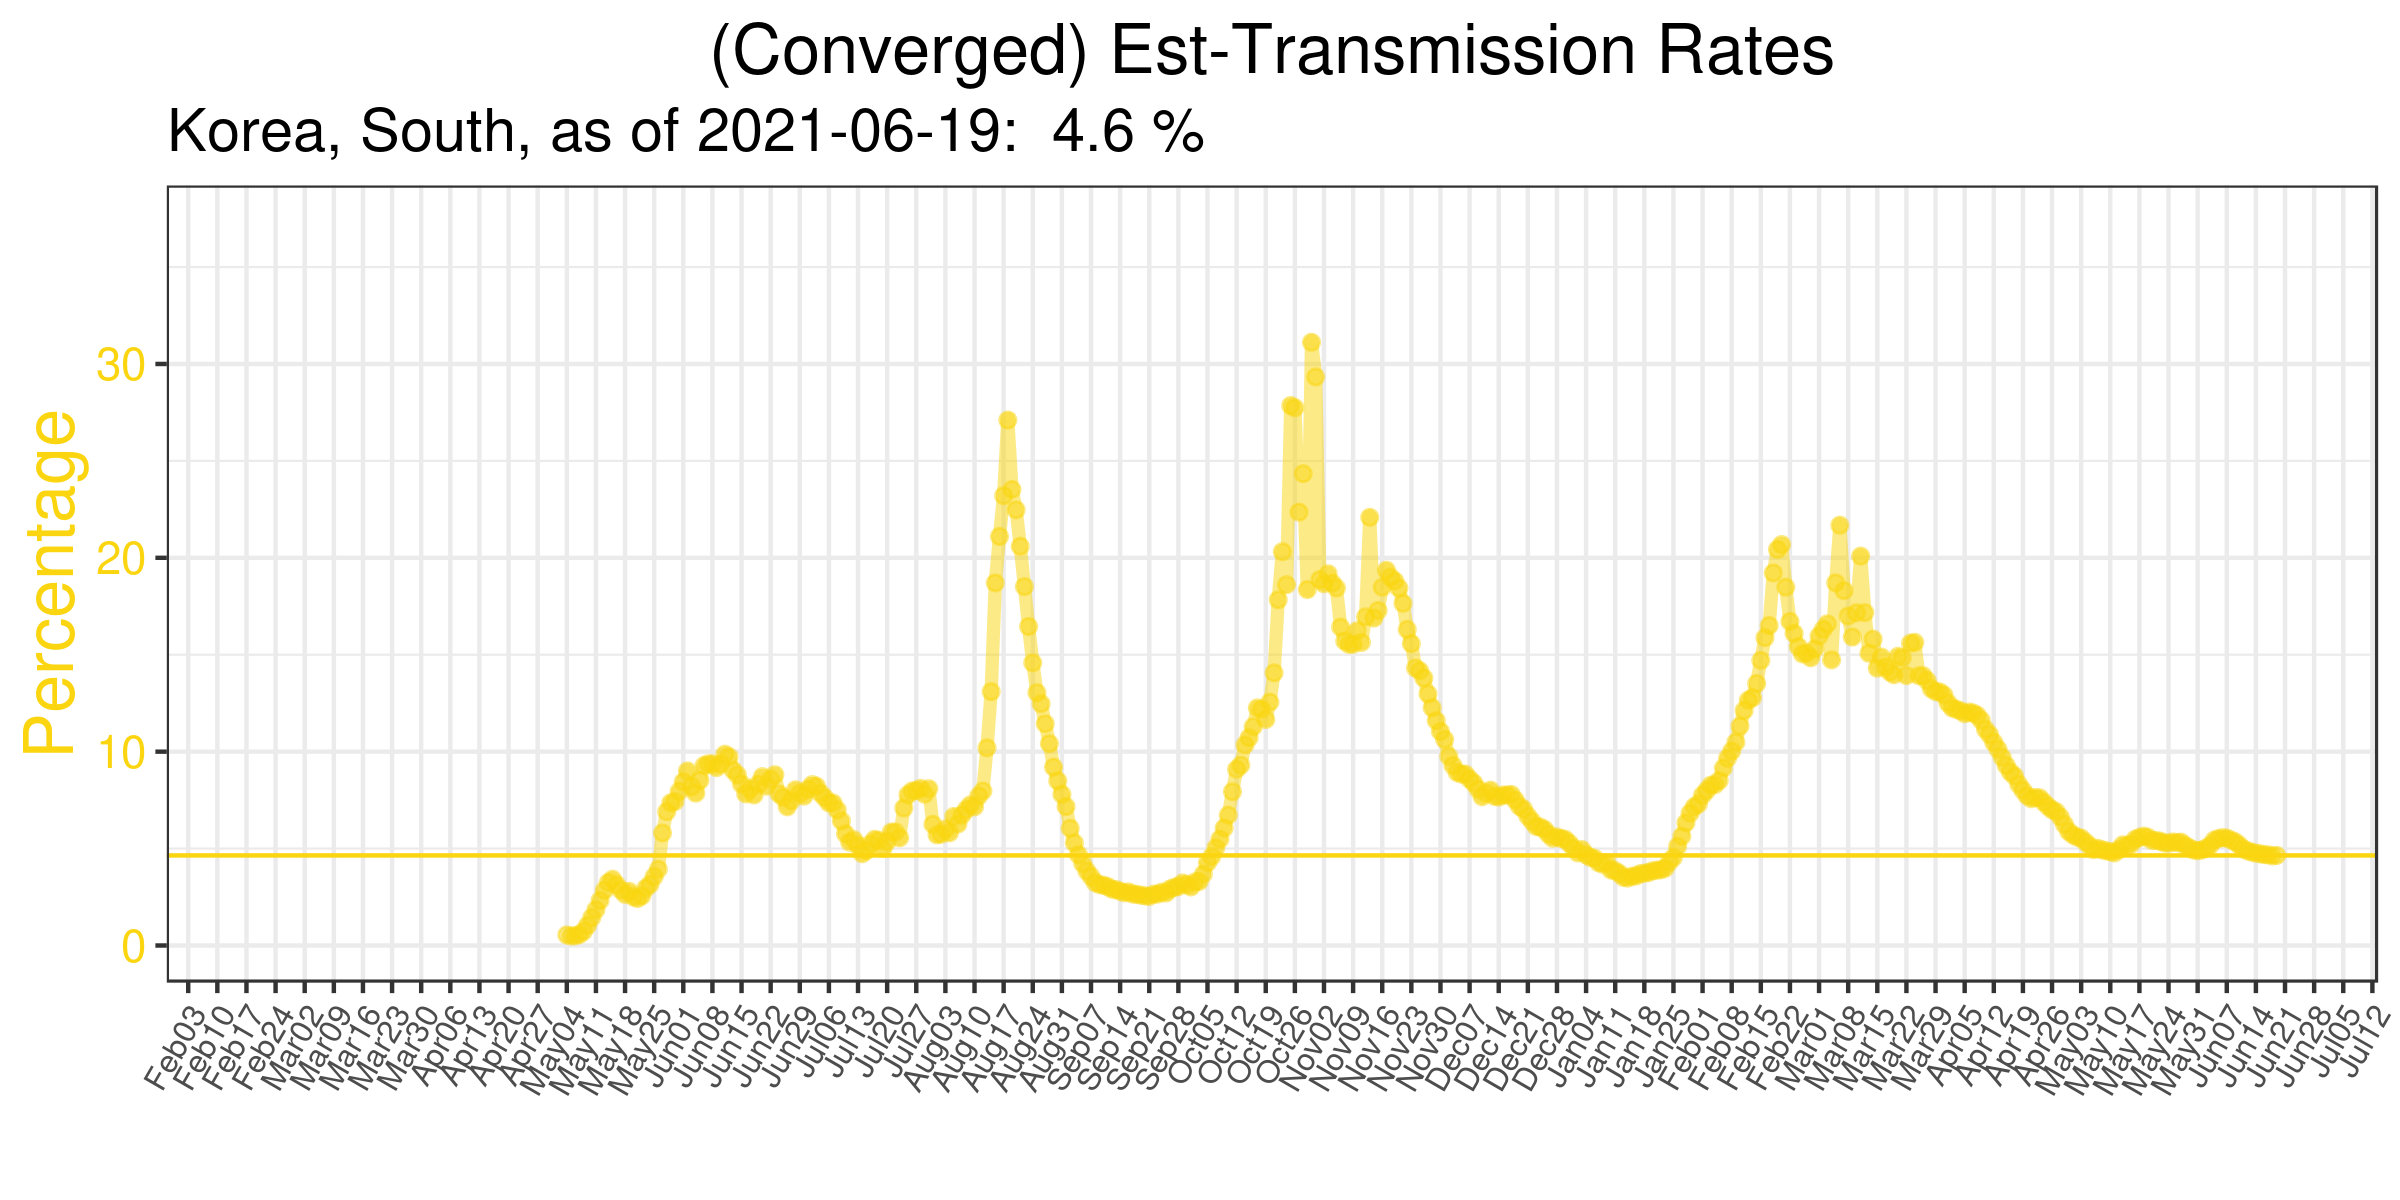 (Converged) Est-Transmission Rates
Korea, South, as of 2021-06-19:  4.6 %
Percentage
30
20
10
0
Feb03
Feb10
Feb17
Feb24
Mar02
Mar09
Mar16
Mar23
Mar30
Apr06
Apr13
Apr20
Apr27
May04
May11
May18
May25
Jun01
Jun08
Jun15
Jun22
Jun29
Jul06
Jul13
Jul20
Jul27
Aug03
Aug10
Aug17
Aug24
Aug31
Sep07
Sep14
Sep21
Sep28
Oct05
Oct12
Oct19
Oct26
Nov02
Nov09
Nov16
Nov23
Nov30
Dec07
Dec14
Dec21
Dec28
Jan04
Jan11
Jan18
Jan25
Feb01
Feb08
Feb15
Feb22
Mar01
Mar08
Mar15
Mar22
Mar29
Apr05
Apr12
Apr19
Apr26
May03
May10
May17
May24
May31
Jun07
Jun14
Jun21
Jun28
Jul05
Jul12